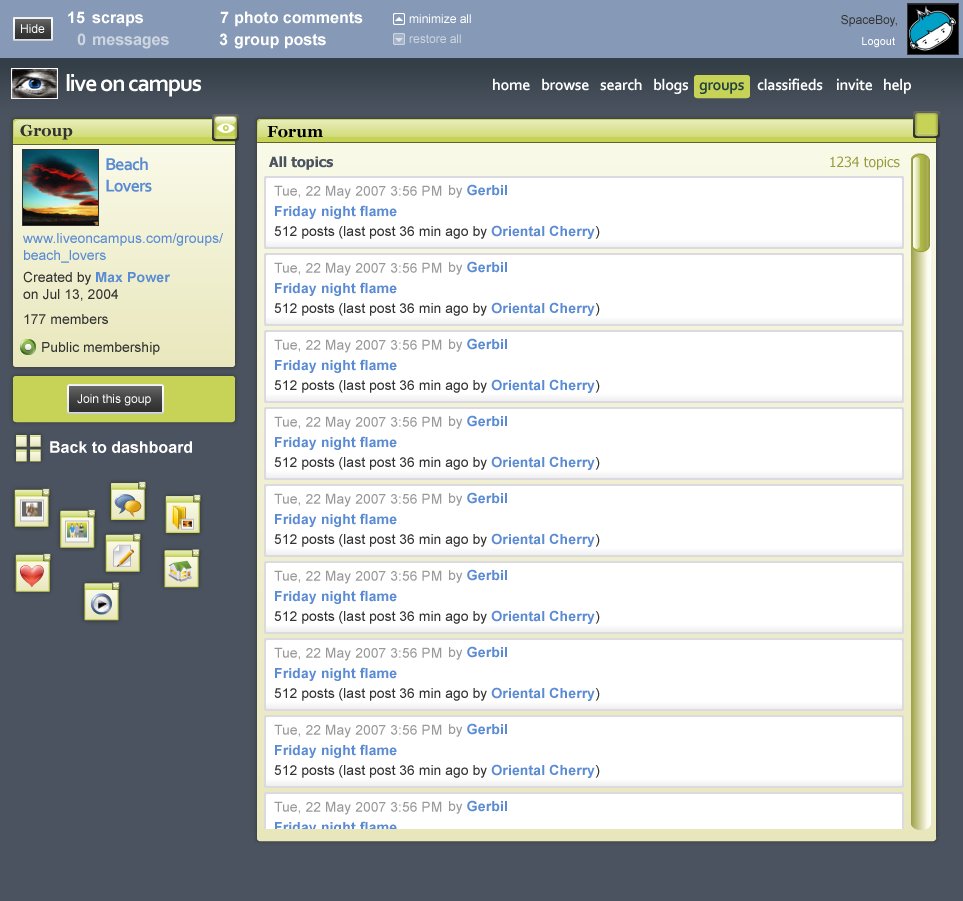 Hide
15 scraps
0 messages
7 photo comments
3 group posts
minimize all
restore all
SpaceBoy,
Logout
live on campus
home browse search blogs groups classifieds invite help
Group
Beach
Lovers
www.liveoncampus.com/groups/
beach_lovers
Created by Max Power
on Jul 13, 2004
177 members
Public membership
Join this goup
Back to dashboard
Forum
All topics 1234 topics
Tue, 22 May 2007 3:56 PM by Gerbil
Friday night flame
512 posts (last post 36 min ago by Oriental Cherry)
Tue, 22 May 2007 3:56 PM by Gerbil
Friday night flame
512 posts (last post 36 min ago by Oriental Cherry)
Tue, 22 May 2007 3:56 PM by Gerbil
Friday night flame
512 posts (last post 36 min ago by Oriental Cherry)
Tue, 22 May 2007 3:56 PM by Gerbil
Friday night flame
512 posts (last post 36 min ago by Oriental Cherry)
Tue, 22 May 2007 3:56 PM by Gerbil
Friday night flame
512 posts (last post 36 min ago by Oriental Cherry)
Tue, 22 May 2007 3:56 PM by Gerbil
Friday night flame
512 posts (last post 36 min ago by Oriental Cherry)
Tue, 22 May 2007 3:56 PM by Gerbil
Friday night flame
512 posts (last post 36 min ago by Oriental Cherry)
Tue, 22 May 2007 3:56 PM by Gerbil
Friday night flame
512 posts (last post 36 min ago by Oriental Cherry)
Tue, 22 May 2007 3:56 PM by Gerbil
Friday night flame